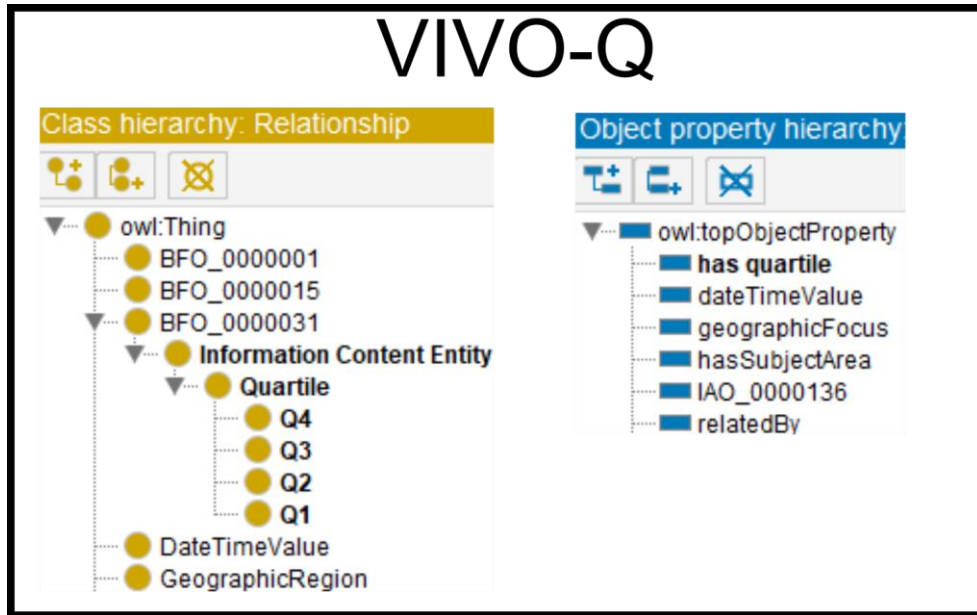 VIVO-Q
Class hierarchy: Relationship
owl:Thing
BFO_0000001
BFO_0000015
BFO_0000031
Information Content Entity
Quartile
Q4
Q3
Q2
Q1
DateTimeValue
GeographicRegion
Object property hierarchy:
owl:topObjectProperty
has quartile
dateTimeValue
geographicFocus
hasSubjectArea
IAO_0000136
relatedBy